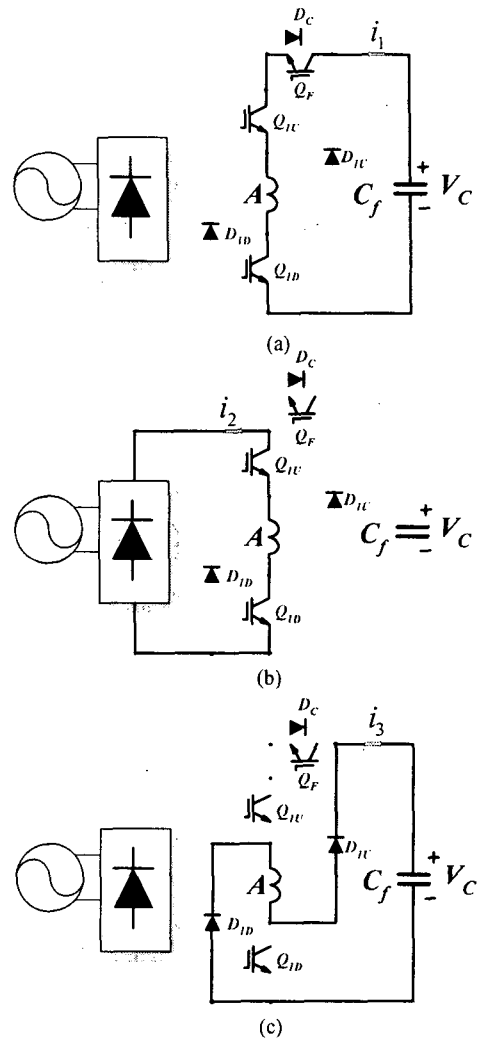 D_C
i_1
Q_F
Q_1U
D_1U
A
C_f
+
V_C
−
D_1D
Q_1D
(a)
D_C
i_2
Q_F
Q_1U
D_1U
A
C_f
+
V_C
−
D_1D
Q_1D
(b)
D_C
i_3
Q_F
Q_1U
D_1U
A
C_f
+
V_C
−
D_1D
Q_1D
(c)